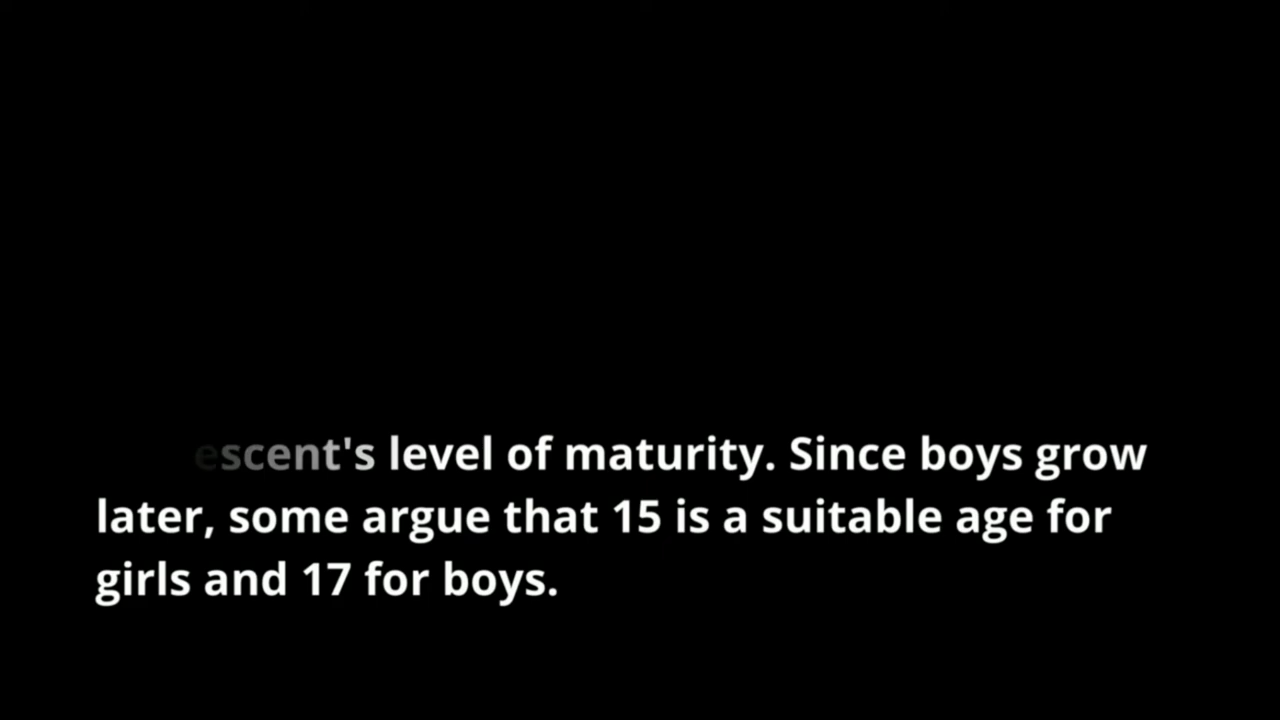 escent's level of maturity. Since boys grow
later, some argue that 15 is a suitable age for
girls and 17 for boys.